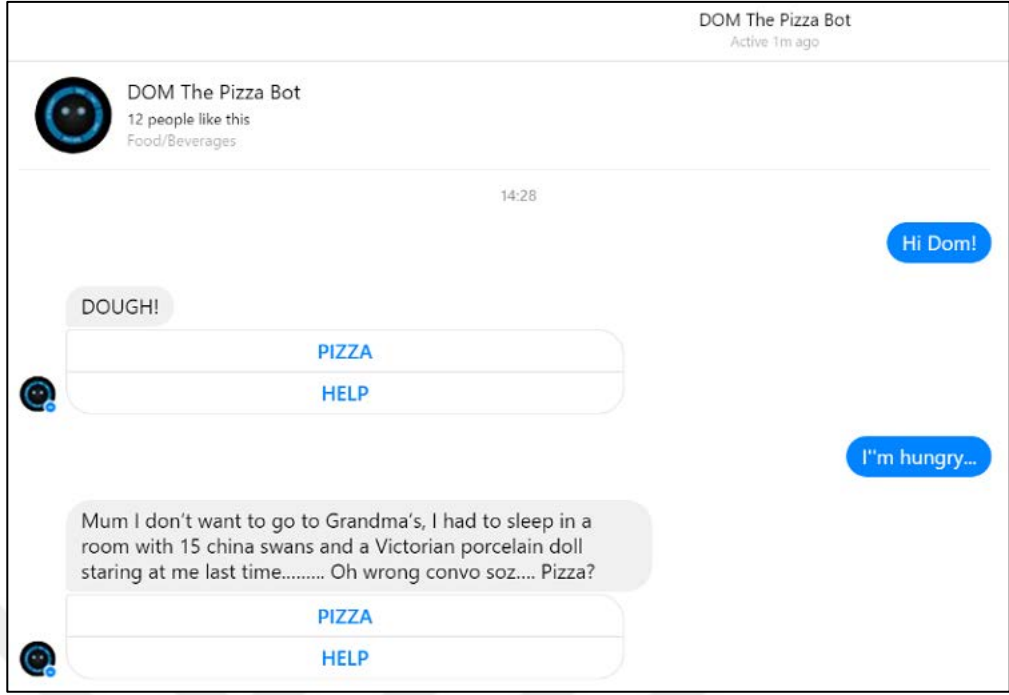 DOM The Pizza Bot
Active 1m ago
DOM The Pizza Bot
12 people like this
Food/Beverages
14:28
Hi Dom!
DOUGH!
PIZZA
HELP
I''m hungry...
Mum I don't want to go to Grandma's, I had to sleep in a
room with 15 china swans and a Victorian porcelain doll
staring at me last time......... Oh wrong convo soz.... Pizza?
PIZZA
HELP